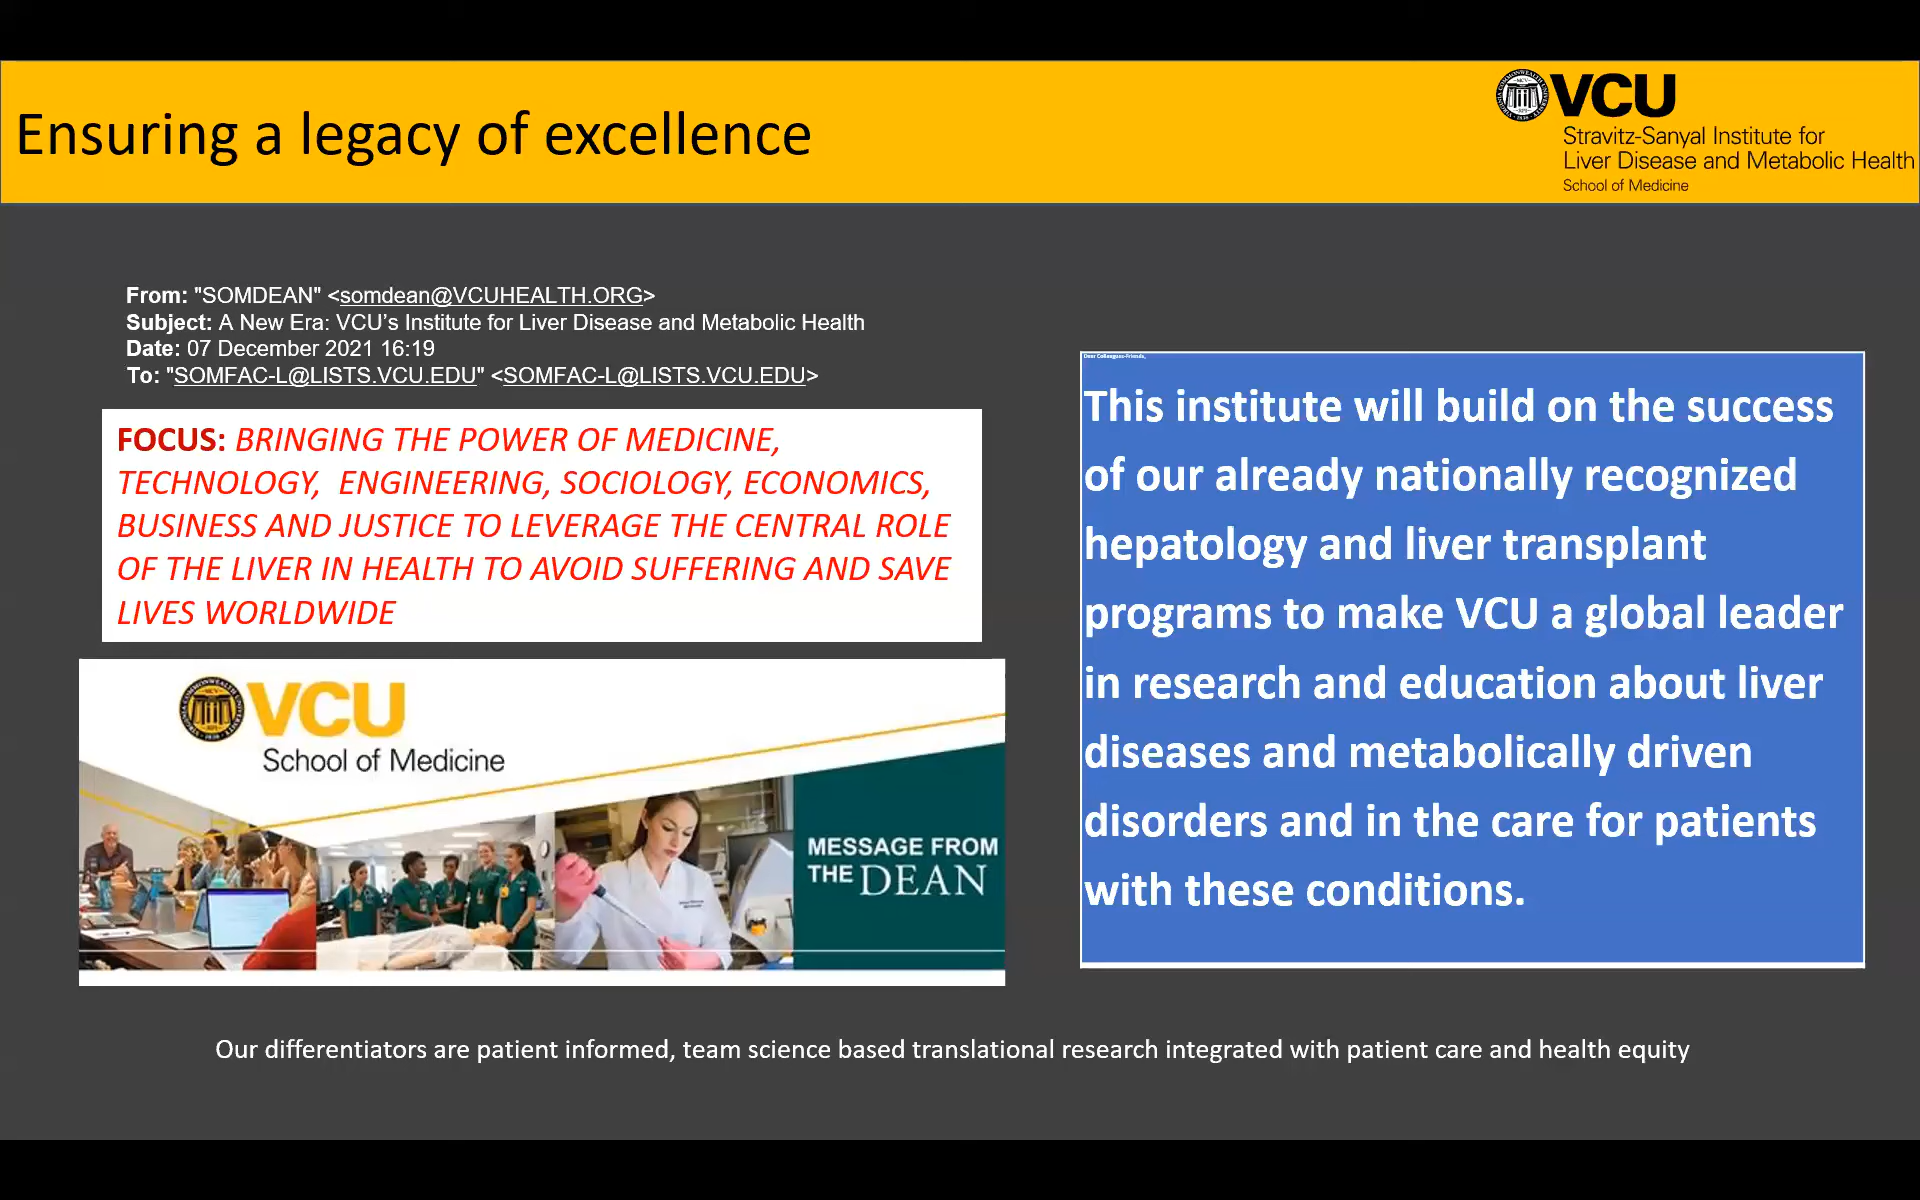 Ensuring a legacy of excellence
VCU
Stravitz-Sanyal Institute for
Liver Disease and Metabolic Health
School of Medicine
From: "SOMDEAN" <somdean@VCUHEALTH.ORG>
Subject: A New Era: VCU's Institute for Liver Disease and Metabolic Health
Date: 07 December 2021 16:19
To: "SOMFAC-L@LISTS.VCU.EDU" <SOMFAC-L@LISTS.VCU.EDU>
FOCUS: BRINGING THE POWER OF MEDICINE,
TECHNOLOGY, ENGINEERING, SOCIOLOGY, ECONOMICS,
BUSINESS AND JUSTICE TO LEVERAGE THE CENTRAL ROLE
OF THE LIVER IN HEALTH TO AVOID SUFFERING AND SAVE
LIVES WORLDWIDE
VCU
School of Medicine
MESSAGE FROM
THE DEAN
Dear Colleagues-Friends,
This institute will build on the success
of our already nationally recognized
hepatology and liver transplant
programs to make VCU a global leader
in research and education about liver
diseases and metabolically driven
disorders and in the care for patients
with these conditions.
Our differentiators are patient informed, team science based translational research integrated with patient care and health equity